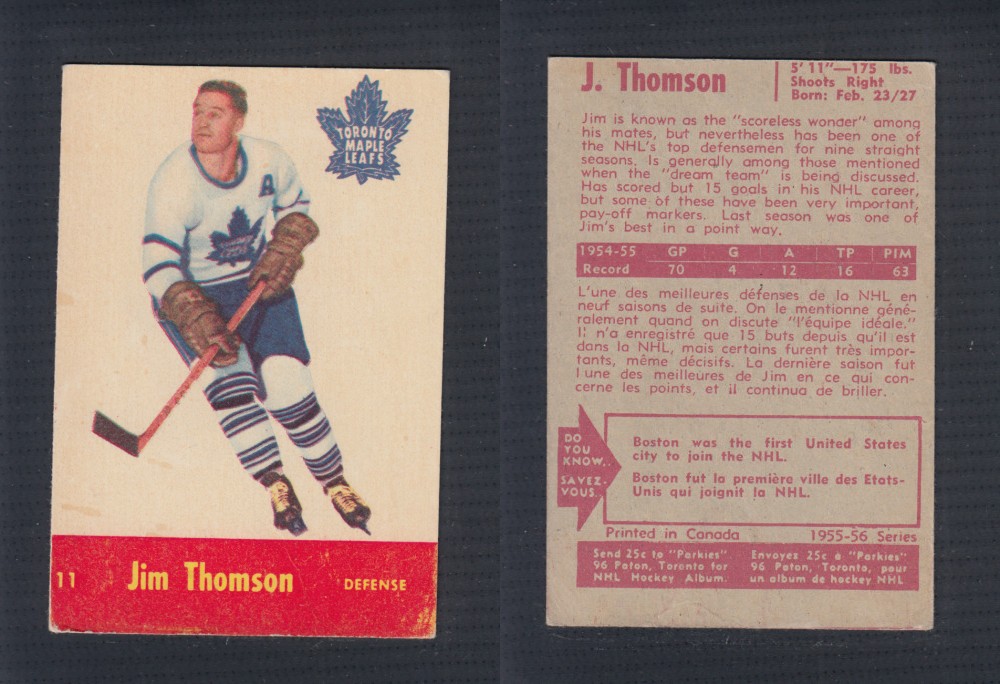 TORONTO
MAPLE
LEAFS
A
TORONTO
MAPLE
LEAFS
11 Jim Thomson DEFENSE
J. Thomson
5' 11"—175 lbs.
Shoots Right
Born: Feb. 23/27
Jim is known as the "scoreless wonder" among
his mates, but nevertheless has been one of
the NHL's top defensemen for nine straight
seasons. Is generally among those mentioned
when the "dream team" is being discussed.
Has scored but 15 goals in his NHL career,
but some of these have been very important,
pay-off markers. Last season was one of
Jim's best in a point way.
1954-55 GP G A TP PIM
Record 70 4 12 16 63
L'une des meilleures défenses de la NHL en
neuf saisons de suite. On le mentionne géné-
ralement quand on discute "l'équipe idéale."
Il n'a enregistré que 15 buts depuis qu'il est
dans la NHL, mais certains furent très impor-
tants, même décisifs. La dernière saison fut
l'une des meilleures de Jim en ce qui con-
cerne les points, et il continua de briller.
DO
YOU
KNOW..
SAVEZ-
VOUS..
Boston was the first United States
city to join the NHL.
Boston fut la première ville des Etats-
Unis qui joignit la NHL.
Printed in Canada 1955-56 Series
Send 25c to "Parkies"
96 Paton, Toronto for
NHL Hockey Album.
Envoyez 25c à "Parkies"
96 Paton, Toronto, pour
un album de hockey NHL